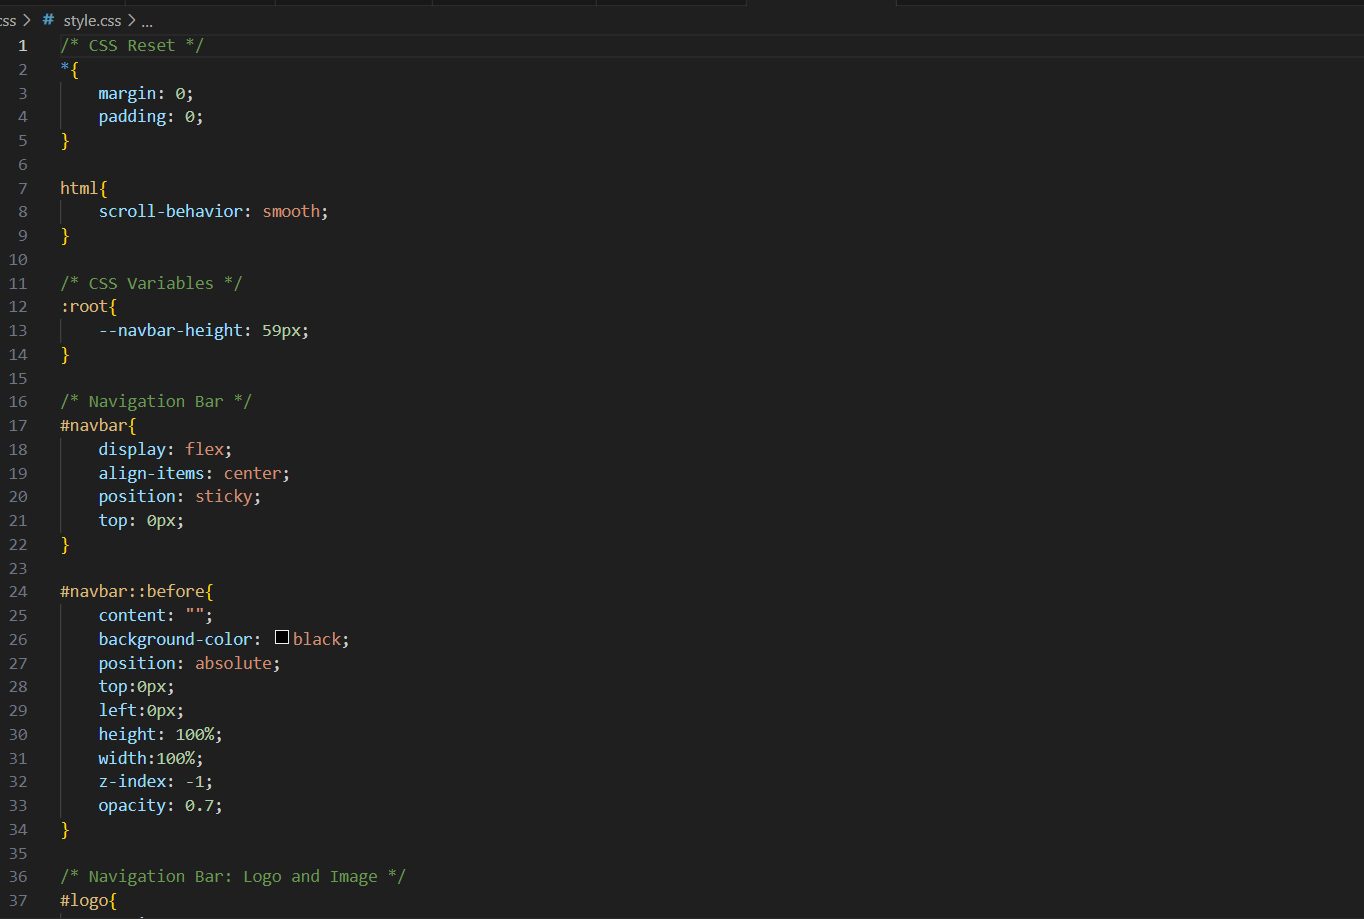 css > # style.css > ...
1 /* CSS Reset */
2 *{
3 margin: 0;
4 padding: 0;
5 }
6
7 html{
8 scroll-behavior: smooth;
9 }
10
11 /* CSS Variables */
12 :root{
13 --navbar-height: 59px;
14 }
15
16 /* Navigation Bar */
17 #navbar{
18 display: flex;
19 align-items: center;
20 position: sticky;
21 top: 0px;
22 }
23
24 #navbar::before{
25 content: "";
26 background-color: black;
27 position: absolute;
28 top:0px;
29 left:0px;
30 height: 100%;
31 width:100%;
32 z-index: -1;
33 opacity: 0.7;
34 }
35
36 /* Navigation Bar: Logo and Image */
37 #logo{